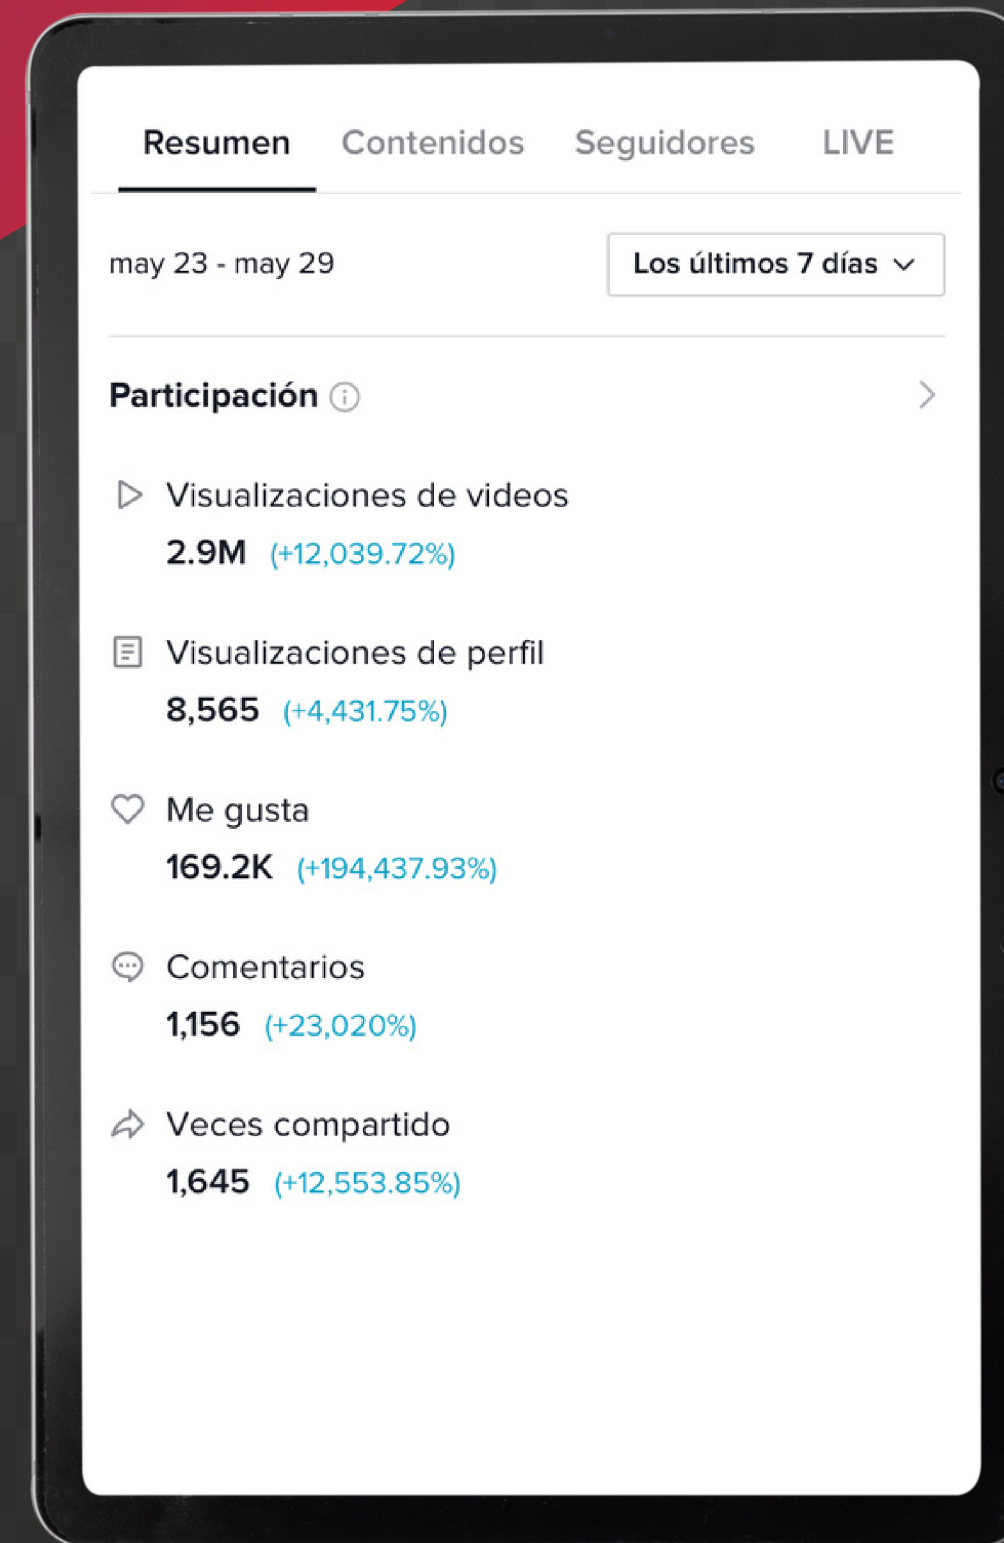 Resumen Contenidos Seguidores LIVE
may 23 - may 29 Los últimos 7 días
Participación
Visualizaciones de videos
2.9M (+12,039.72%)
Visualizaciones de perfil
8,565 (+4,431.75%)
Me gusta
169.2K (+194,437.93%)
Comentarios
1,156 (+23,020%)
Veces compartido
1,645 (+12,553.85%)